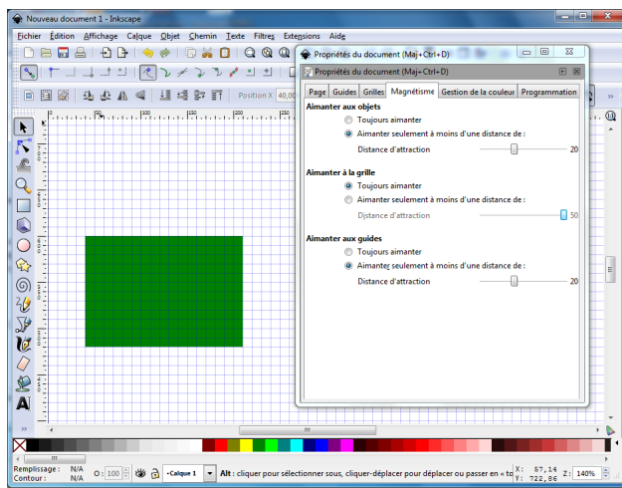 Nouveau document 1 - Inkscape
Fichier Édition Affichage Calque Objet Chemin Texte Filtres Extensions Aide
Propriétés du document (Maj+Ctrl+D)
Propriétés du document (Maj+Ctrl+D)
Position X 40,00
Page Guides Grilles Magnétisme Gestion de la couleur Programmation
Aimanter aux objets
Toujours aimanter
Aimanter seulement à moins d'une distance de :
Distance d'attraction 20
Aimanter à la grille
Toujours aimanter
Aimanter seulement à moins d'une distance de :
Distance d'attraction 50
Aimanter aux guides
Toujours aimanter
Aimanter seulement à moins d'une distance de :
Distance d'attraction 20
Remplissage : N/A
Contour : N/A
O : 100
•Calque 1
Alt : cliquer pour sélectionner sous, cliquer-déplacer pour déplacer ou passer en « to
X: 57,14
Y: 722,86
Z: 140%